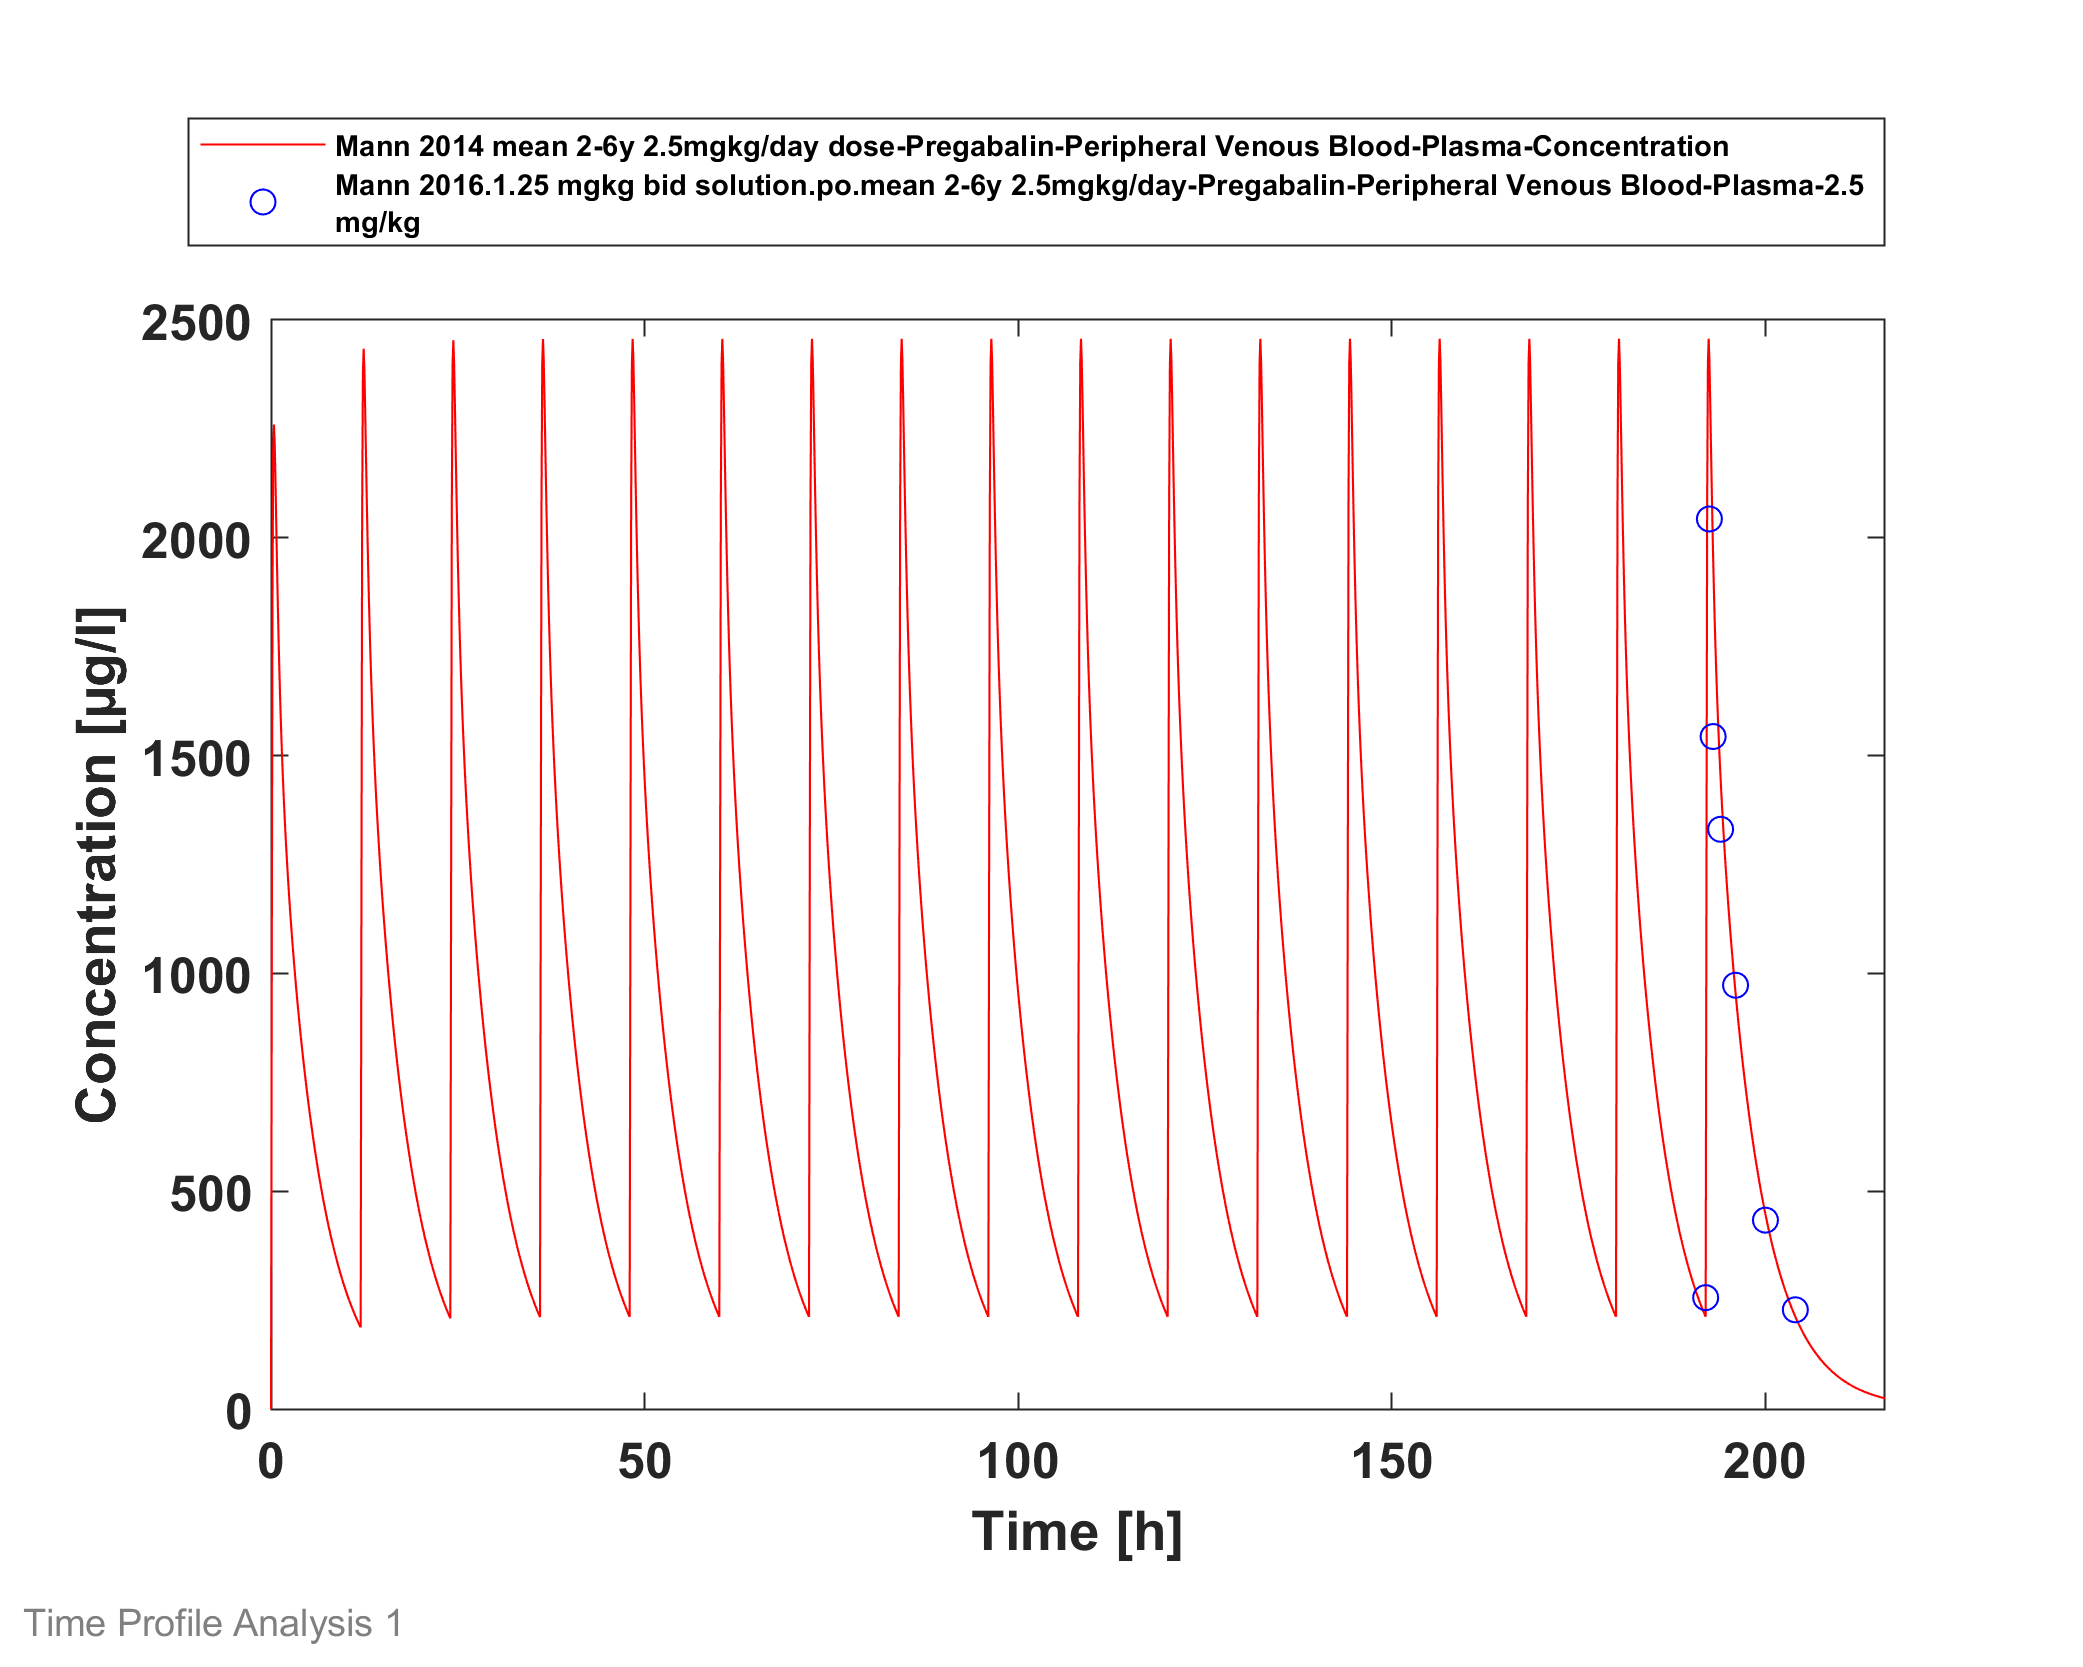 Mann 2014 mean 2-6y 2.5mgkg/day dose-Pregabalin-Peripheral Venous Blood-Plasma-Concentration
Mann 2016.1.25 mgkg bid solution.po.mean 2-6y 2.5mgkg/day-Pregabalin-Peripheral Venous Blood-Plasma-2.5
mg/kg
2500
2000
1500
1000
500
0
Concentration [µg/l]
0 50 100 150 200
Time [h]
Time Profile Analysis 1